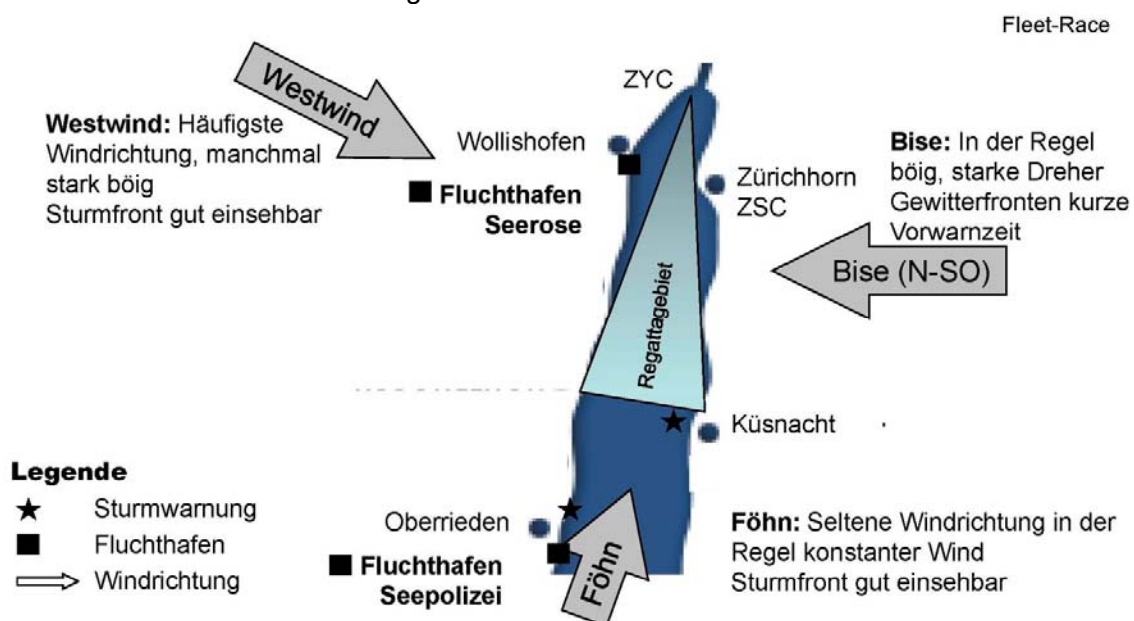 Fleet-Race
Westwind
ZYC
Westwind: Häufigste
Windrichtung, manchmal
stark böig
Sturmfront gut einsehbar
Wollishofen
Fluchthafen
Seerose
Zürichhorn
ZSC
Bise: In der Regel
böig, starke Dreher
Gewitterfronten kurze
Vorwarnzeit
Bise (N-SO)
Regattagebiet
Küsnacht
Legende
Sturmwarnung
Fluchthafen
Windrichtung
Oberrieden
Fluchthafen
Seepolizei
Föhn
Föhn: Seltene Windrichtung in der
Regel konstanter Wind
Sturmfront gut einsehbar